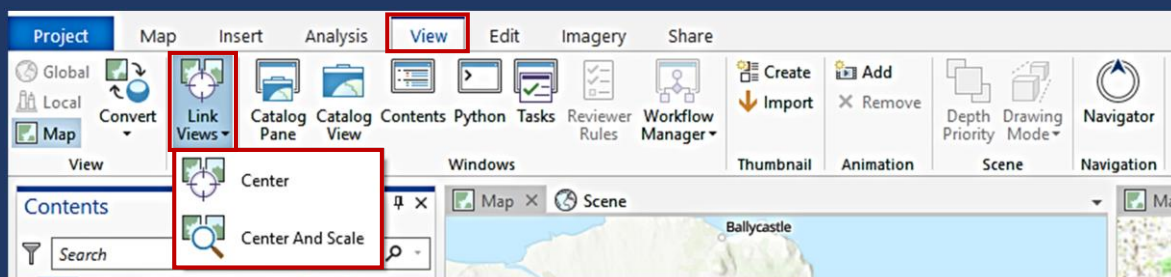 Project Map Insert Analysis View Edit Imagery Share
Global
Local
Map
Convert
Link
Views
Catalog
Pane
Catalog
View
Contents
Python
Tasks
Reviewer
Rules
Workflow
Manager
Create
Import
Add
Remove
Depth
Priority
Drawing
Mode
Navigator
View Windows Thumbnail Animation Scene Navigation
Center
Center And Scale
Contents
Search
Map
Scene
Ballycastle